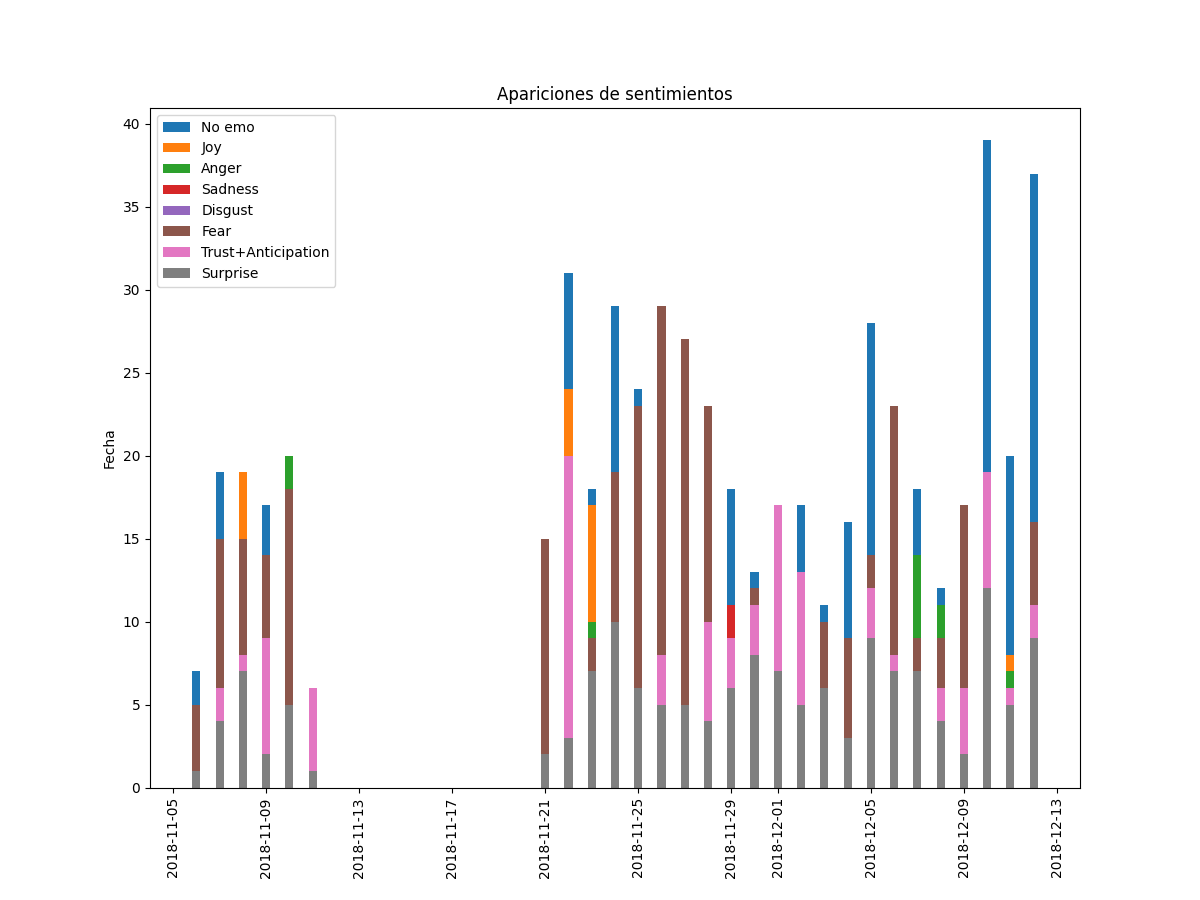 Apariciones de sentimientos
No emo
Joy
Anger
Sadness
Disgust
Fear
Trust+Anticipation
Surprise
Fecha
40
35
30
25
20
15
10
5
0
2018-11-05
2018-11-09
2018-11-13
2018-11-17
2018-11-21
2018-11-25
2018-11-29
2018-12-01
2018-12-05
2018-12-09
2018-12-13